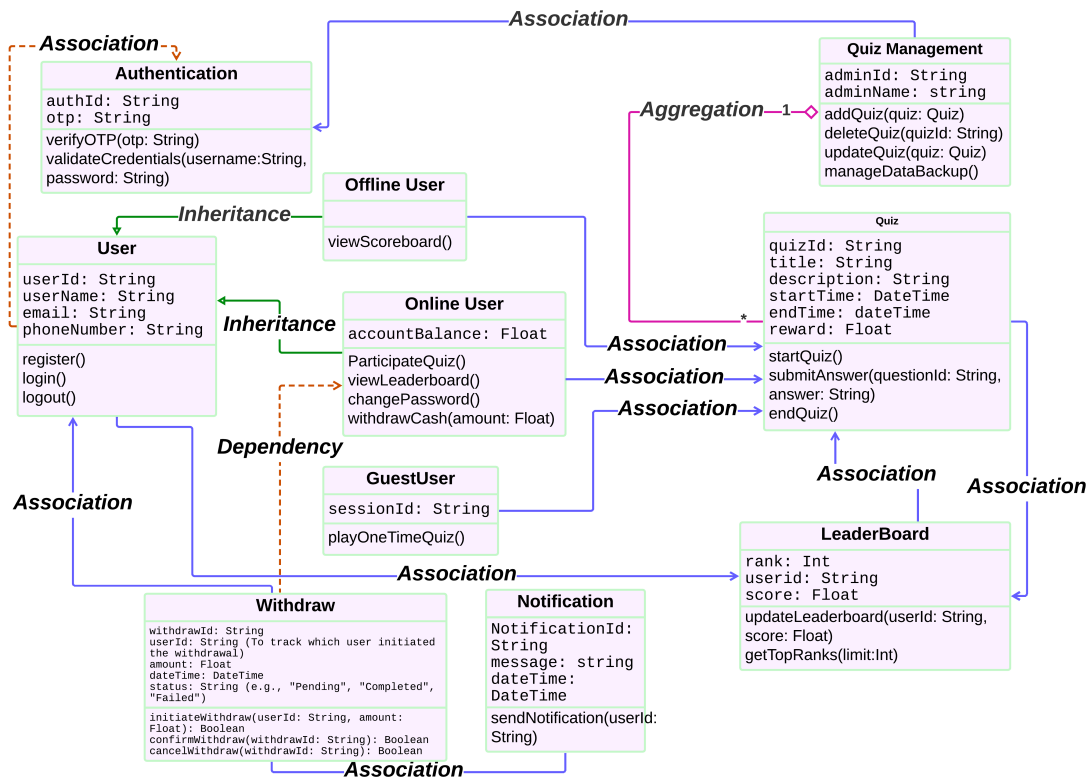 Association
Quiz Management
adminId: String
adminName: string
addQuiz(quiz: Quiz)
deleteQuiz(quizId: String)
updateQuiz(quiz: Quiz)
manageDataBackup()
Association
Authentication
authId: String
otp: String
verifyOTP(otp: String)
validateCredentials(username:String,
password: String)
Aggregation
1
*
Offline User
viewScoreboard()
Inheritance
User
userId: String
userName: String
email: String
phoneNumber: String
register()
login()
logout()
Quiz
quizId: String
title: String
description: String
startTime: DateTime
endTime: dateTime
reward: Float
startQuiz()
submitAnswer(questionId: String,
answer: String)
endQuiz()
Online User
accountBalance: Float
ParticipateQuiz()
viewLeaderboard()
changePassword()
withdrawCash(amount: Float)
Inheritance
Association
Association
Association
Dependency
GuestUser
sessionId: String
playOneTimeQuiz()
Association
Association
Association
Association
LeaderBoard
rank: Int
userid: String
score: Float
updateLeaderboard(userId: String,
score: Float)
getTopRanks(limit:Int)
Withdraw
withdrawId: String
userId: String (To track which user initiated
the withdrawal)
amount: Float
dateTime: DateTime
status: String (e.g., "Pending", "Completed",
"Failed")
initiateWithdraw(userId: String, amount:
Float): Boolean
confirmWithdraw(withdrawId: String): Boolean
cancelWithdraw(withdrawId: String): Boolean
Notification
NotificationId:
String
message: string
dateTime:
DateTime
sendNotification(userId:
String)
Association